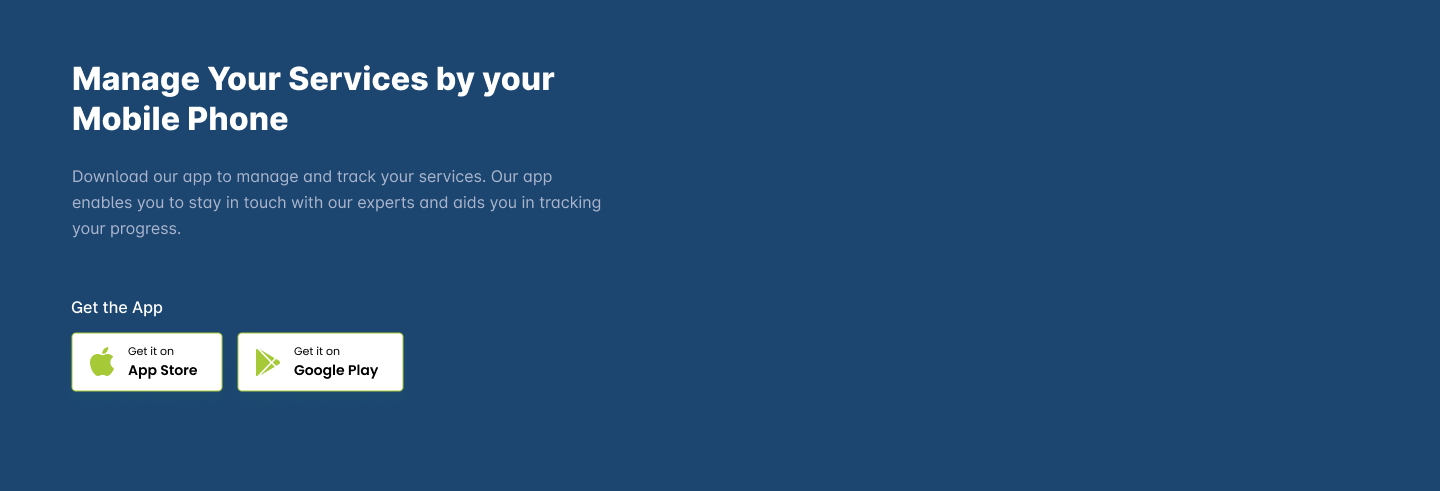 Manage Your Services by your
Mobile Phone
Download our app to manage and track your services. Our app
enables you to stay in touch with our experts and aids you in tracking
your progress.
Get the App
Get it on
App Store
Get it on
Google Play